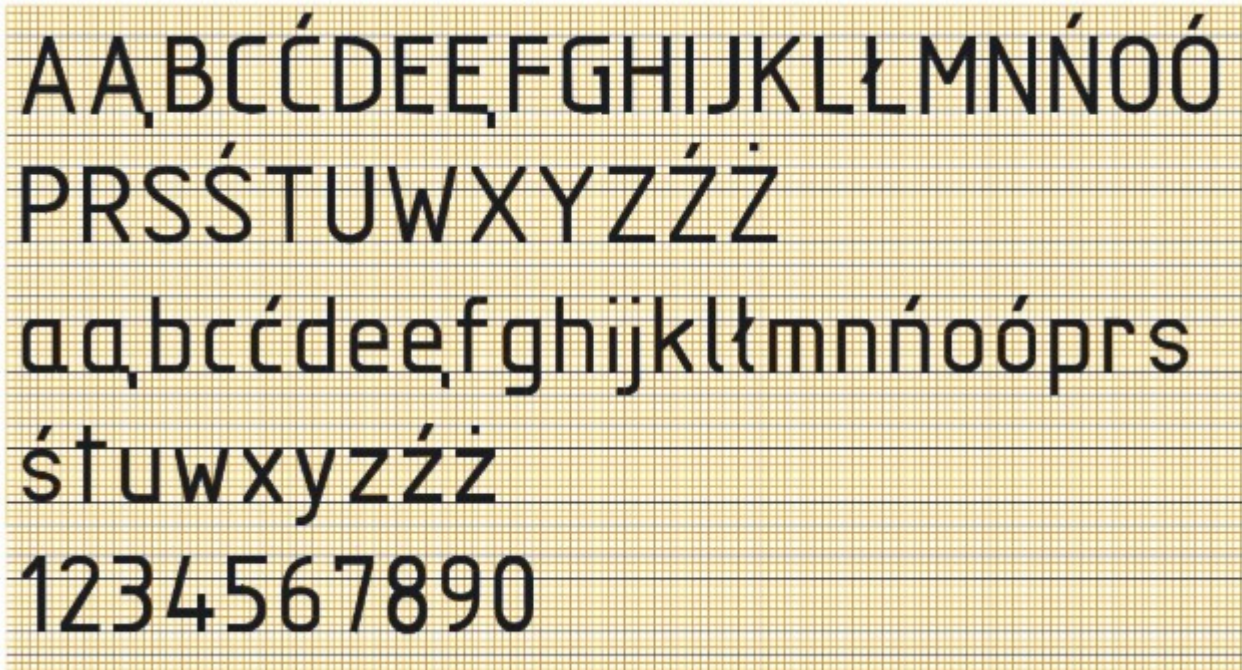 AĄBCĆDEĘFGHIJKLŁMNŃOÓ
PRSŚTUWXYZŹŻ
aąbcćdeęfghijklłmnńoóprs
śtuwxyzźż
1234567890